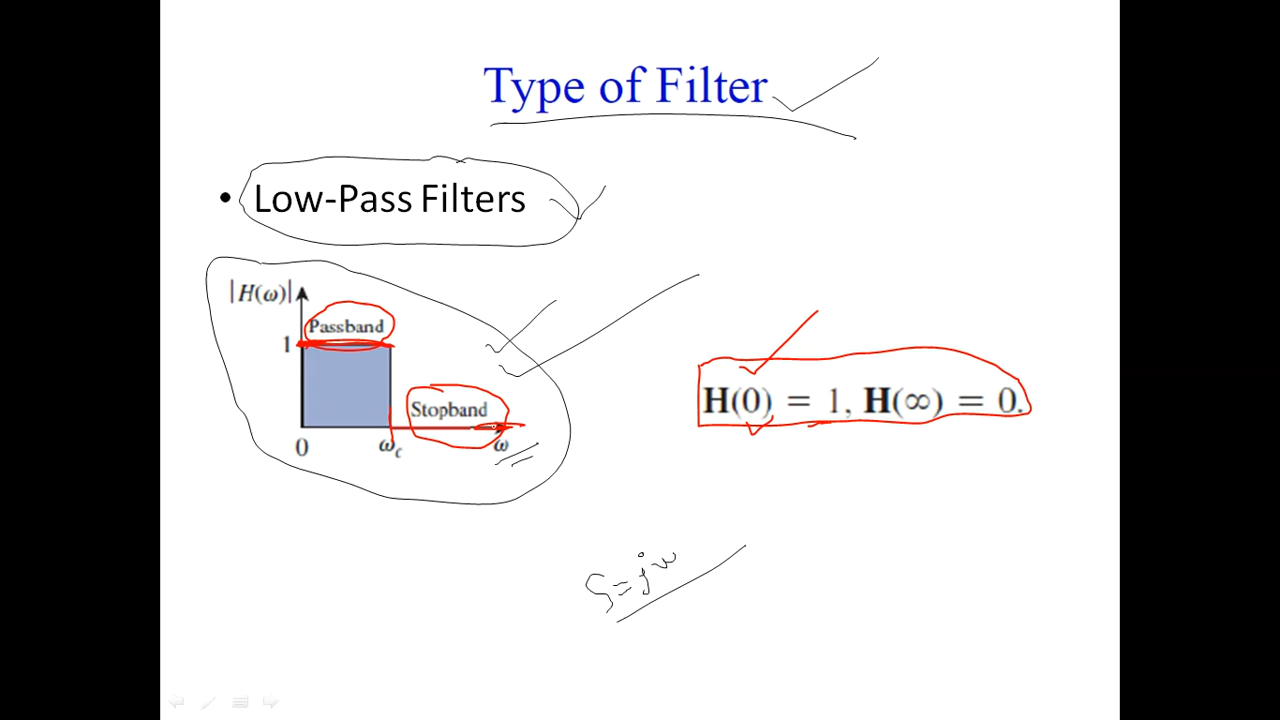 Type of Filter
• Low-Pass Filters
|H(ω)|
Passband
1
Stopband
0
ω_c
ω
H(0) = 1, H(∞) = 0.
S=jω